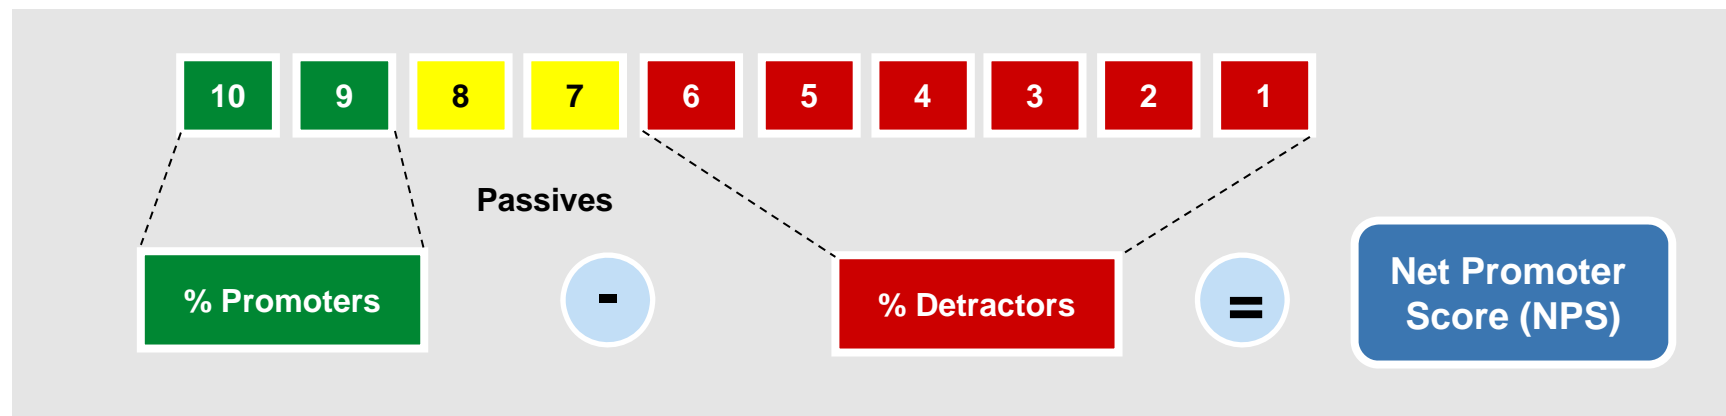 10 9 8 7 6 5 4 3 2 1
Passives
% Promoters - % Detractors = Net Promoter
Score (NPS)